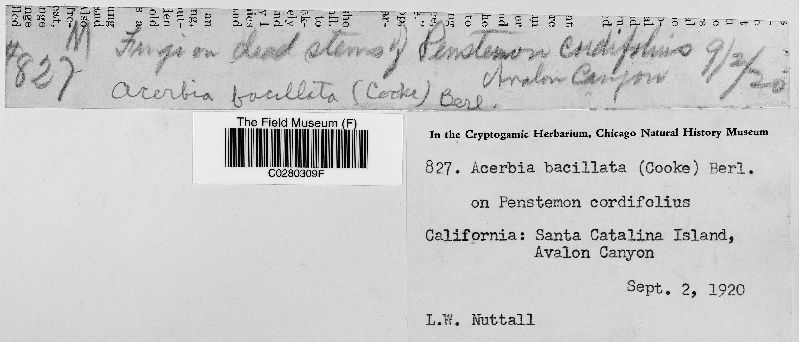 #827 M Fungs on dead stems of Penstemon cordifolius 9/2/20
Avalon Canyon
Acerbia bacillata (Cooke) Berl.
The Field Museum (F)
C0280309F
In the Cryptogamic Herbarium, Chicago Natural History Museum
827. Acerbia bacillata (Cooke) Berl.
on Penstemon cordifolius
California: Santa Catalina Island,
Avalon Canyon
Sept. 2, 1920
L.W. Nuttall